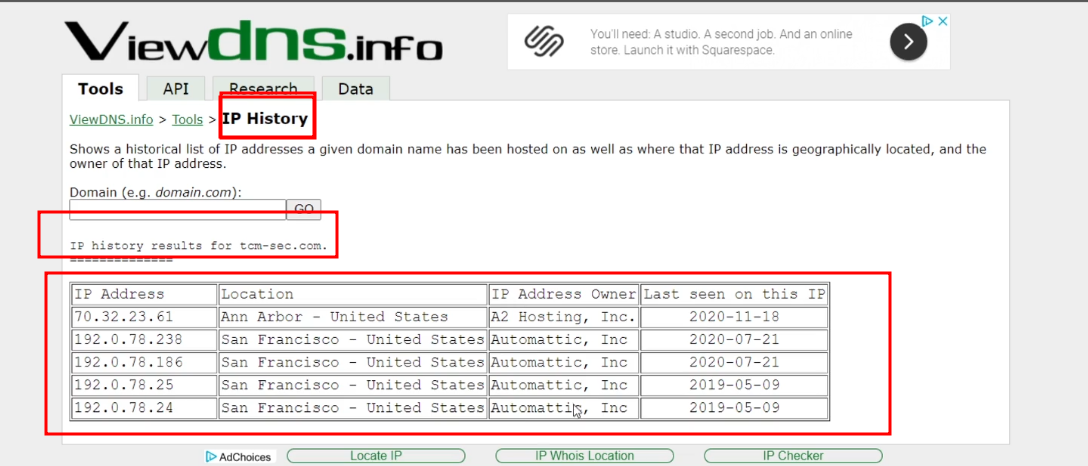 Viewdns.info
You'll need: A studio. A second job. And an online
store. Launch it with Squarespace.
Tools API Research Data
ViewDNS.info > Tools > IP History
Shows a historical list of IP addresses a given domain name has been hosted on as well as where that IP address is geographically located, and the
owner of that IP address.
Domain (e.g. domain.com):
GO
IP history results for tcm-sec.com.
==============
IP Address Location IP Address Owner Last seen on this IP
70.32.23.61 Ann Arbor - United States A2 Hosting, Inc. 2020-11-18
192.0.78.238 San Francisco - United States Automattic, Inc 2020-07-21
192.0.78.186 San Francisco - United States Automattic, Inc 2020-07-21
192.0.78.25 San Francisco - United States Automattic, Inc 2019-05-09
192.0.78.24 San Francisco - United States Automattic, Inc 2019-05-09
AdChoices Locate IP IP Whois Location IP Checker